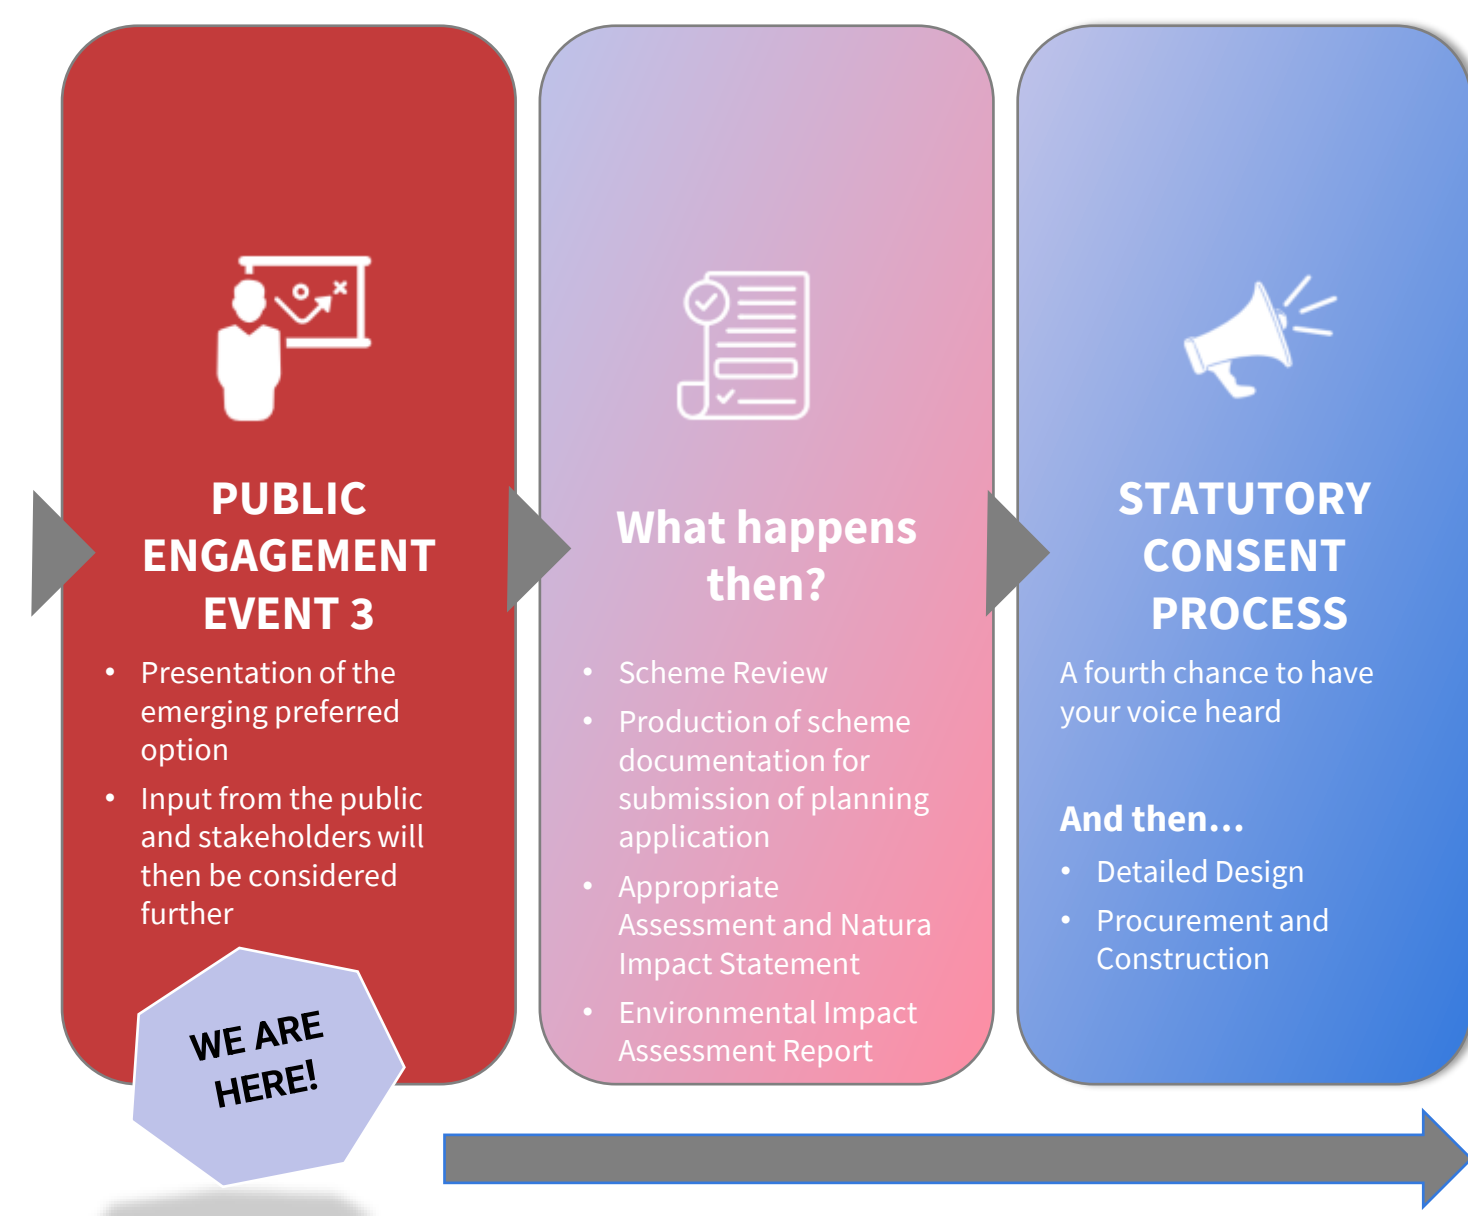 PUBLIC
ENGAGEMENT
EVENT 3
• Presentation of the
emerging preferred
option
• Input from the public
and stakeholders will
then be considered
further
WE ARE
HERE!
What happens
then?
• Scheme Review
• Production of scheme
documentation for
submission of planning
application
• Appropriate
Assessment and Natura
Impact Statement
• Environmental Impact
Assessment Report
STATUTORY
CONSENT
PROCESS
A fourth chance to have
your voice heard
And then...
• Detailed Design
• Procurement and
Construction